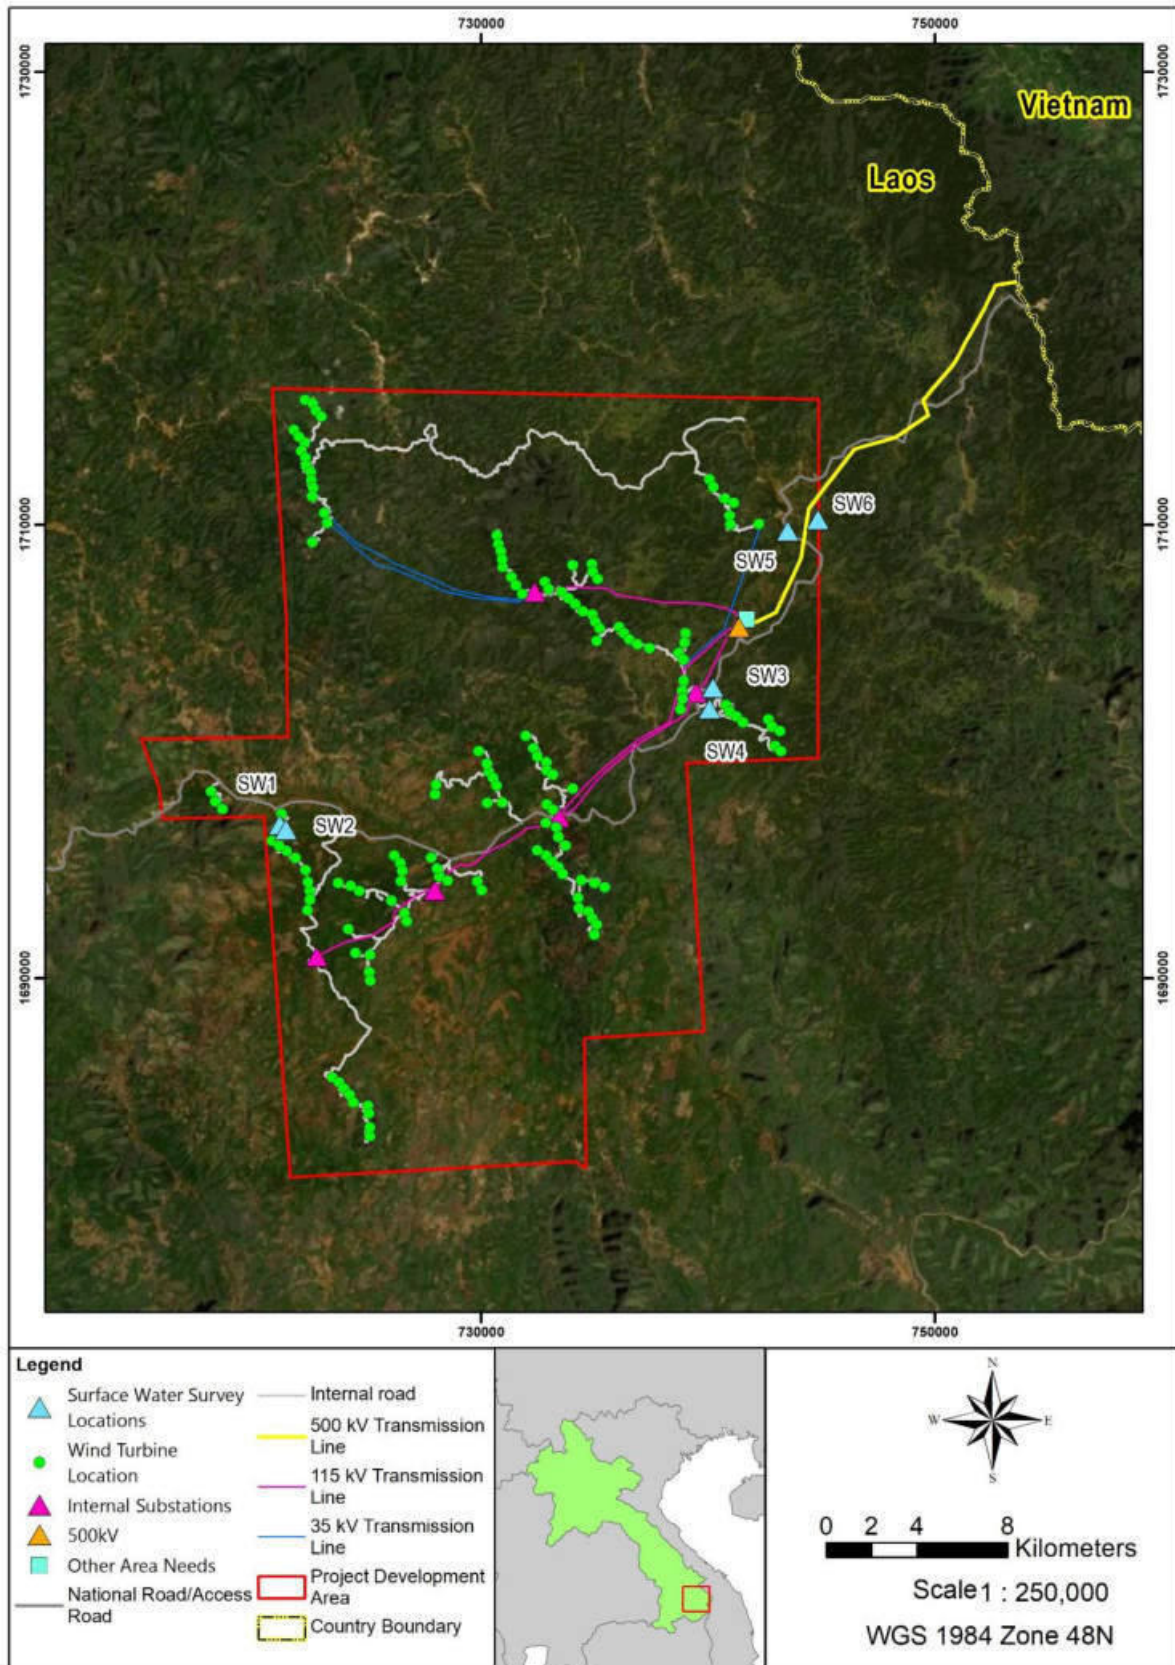 730000
750000
1730000
1730000
Vietnam
Laos
SW6
1710000
1710000
SW5
SW3
SW4
SW1
SW2
1690000
1690000
730000
750000
Legend
Surface Water Survey
Locations
Wind Turbine
Location
Internal Substations
500kV
Other Area Needs
National Road/Access
Road
Internal road
500 kV Transmission
Line
115 kV Transmission
Line
35 kV Transmission
Line
Project Development
Area
Country Boundary
N
W
E
S
0 2 4 8
Kilometers
Scale 1 : 250,000
WGS 1984 Zone 48N